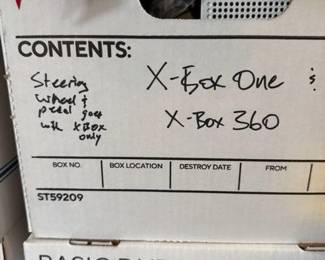 CONTENTS:
Steering
wheel &
pedal goes
with XBOX
only
X-Box One &
X-Box 360
BOX NO.
BOX LOCATION
DESTROY DATE
FROM
ST59209